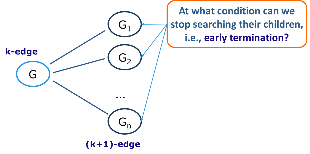 At what condition can we
stop searching their children,
i.e., early termination?
k-edge
G
G1
G2
...
Gn
(k+1)-edge